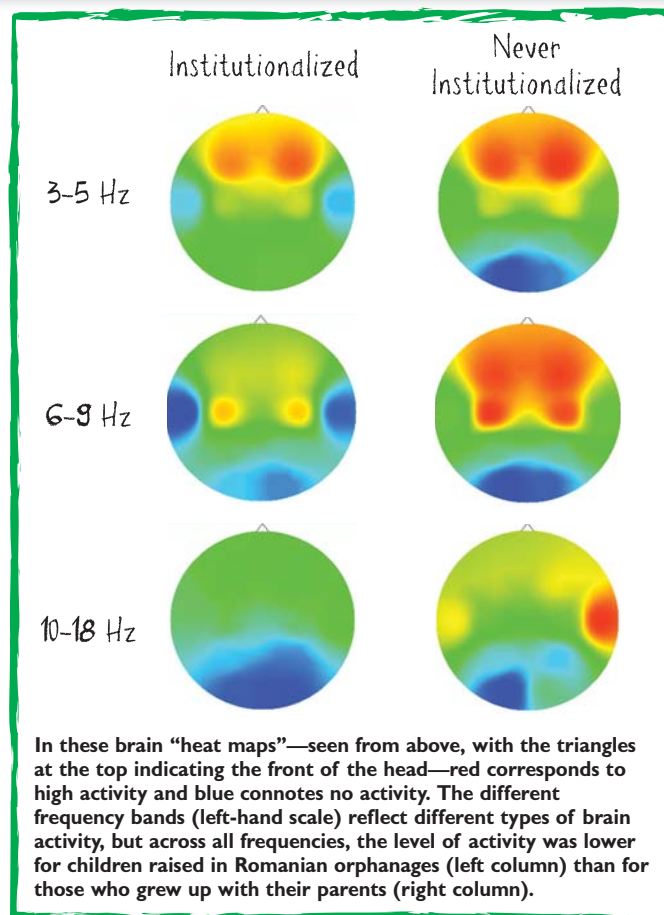 Institutionalized
Never
Institutionalized
3-5 Hz
6-9 Hz
10-18 Hz
In these brain “heat maps”—seen from above, with the triangles
at the top indicating the front of the head—red corresponds to
high activity and blue connotes no activity. The different
frequency bands (left-hand scale) reflect different types of brain
activity, but across all frequencies, the level of activity was lower
for children raised in Romanian orphanages (left column) than for
those who grew up with their parents (right column).